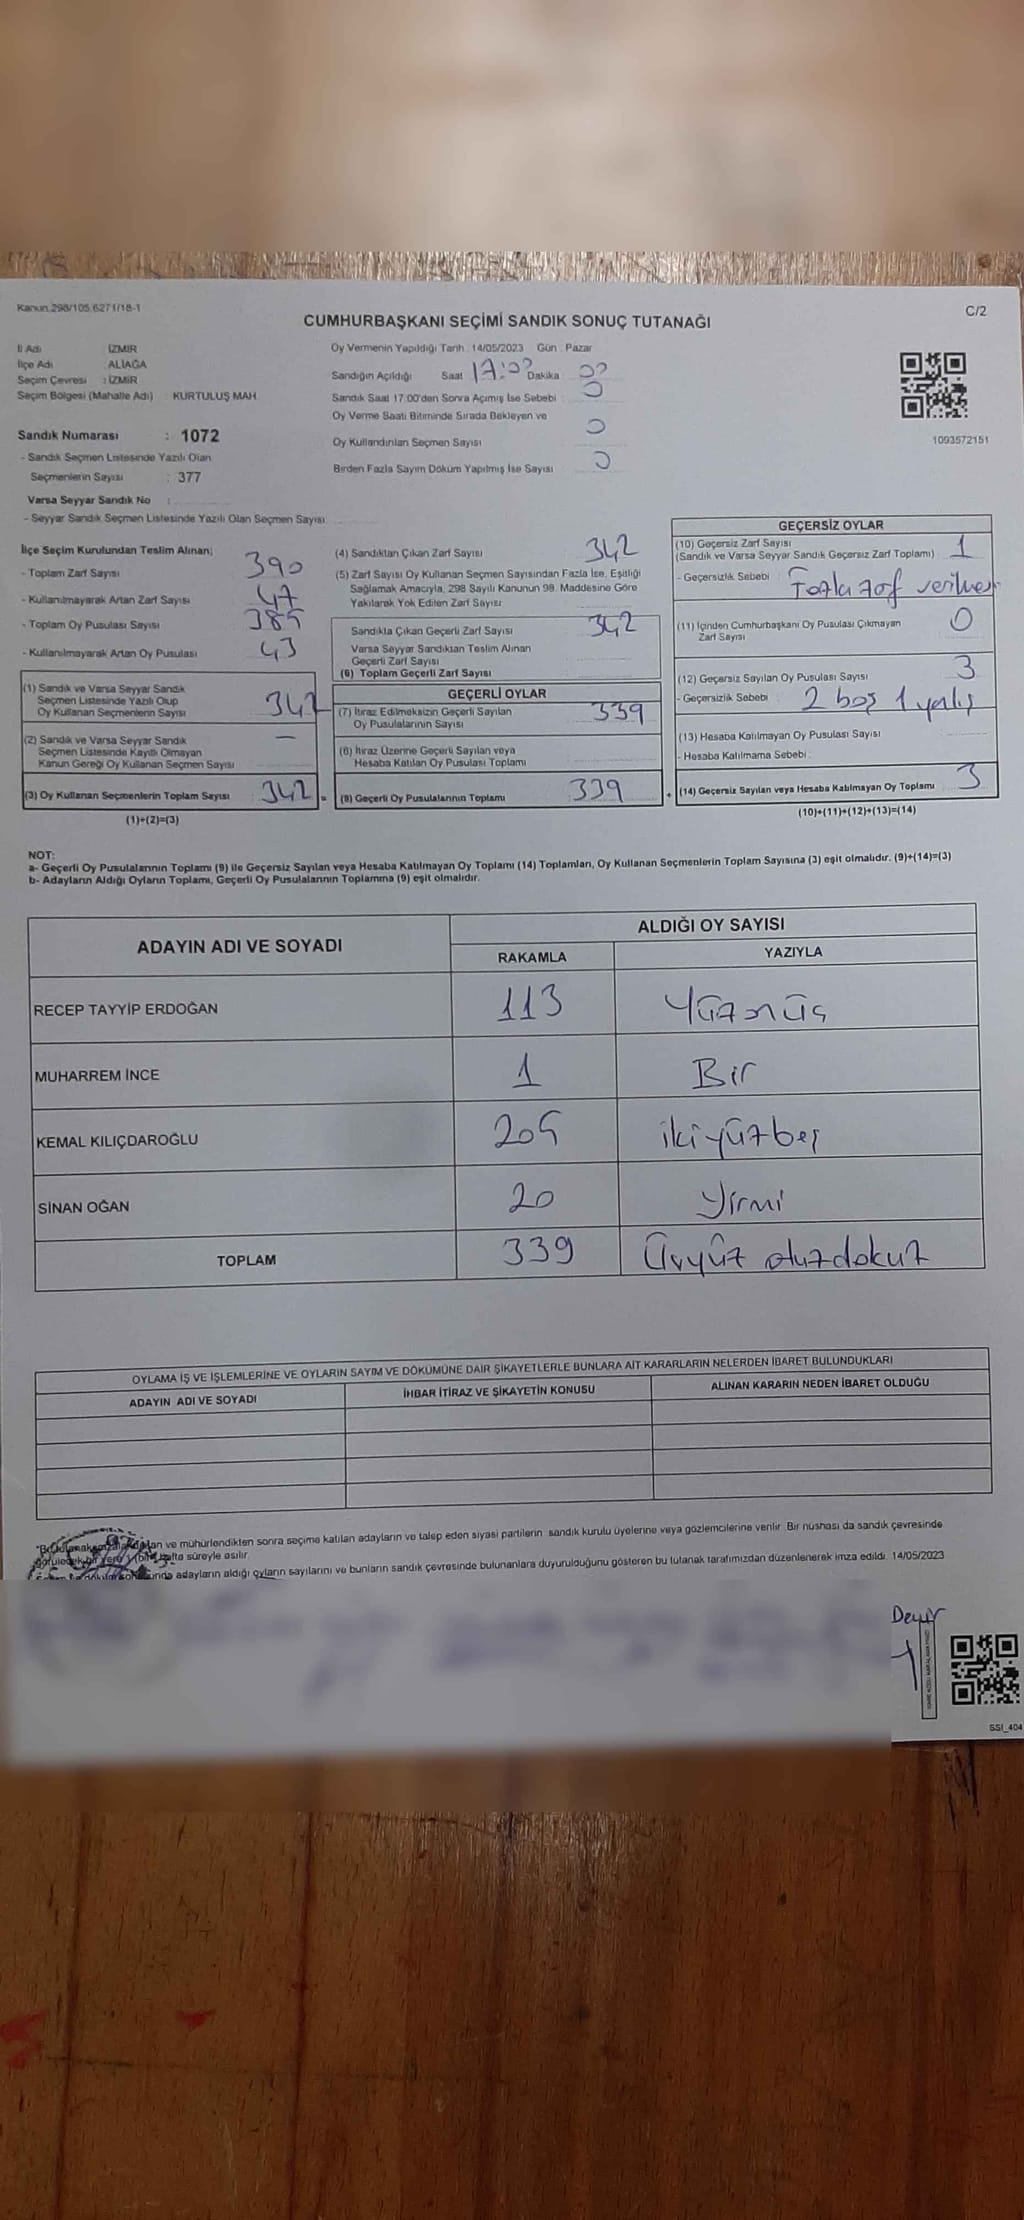 Kanun.298/105,6271/18-1
C/2
CUMHURBAŞKANI SEÇİMİ SANDIK SONUÇ TUTANAĞI
İl Adı : İZMİR
İlçe Adı : ALİAĞA
Seçim Çevresi : İZMİR
Seçim Bölgesi (Mahalle Adı) : KURTULUŞ MAH.
Oy Vermenin Yapıldığı Tarih : 14/05/2023 Gün : Pazar
Sandığın Açıldığı Saat 17:00 Dakika 00
Sandık Saat 17:00'den Sonra Açımış İse Sebebi : 0
Oy Verme Saati Bitiminde Sırada Bekleyen ve
Oy Kullandırılan Seçmen Sayısı 0
Birden Fazla Sayım Döküm Yapılmış İse Sayısı 0
1093572151
Sandık Numarası : 1072
- Sandık Seçmen Listesinde Yazılı Olan
Seçmenlerin Sayısı : 377
Varsa Seyyar Sandık No :
- Seyyar Sandık Seçmen Listesinde Yazılı Olan Seçmen Sayısı:
İlçe Seçim Kurulundan Teslim Alınan;
- Toplam Zarf Sayısı 390
- Kullanılmayarak Artan Zarf Sayısı 47
- Toplam Oy Pusulası Sayısı 385
- Kullanılmayarak Artan Oy Pusulası 43
(1) Sandık ve Varsa Seyyar Sandık
Seçmen Listesinde Yazılı Olup
Oy Kullanan Seçmenlerin Sayısı 342
(2) Sandık ve Varsa Seyyar Sandık
Seçmen Listesinde Kayıtlı Olmayan
Kanun Gereği Oy Kullanan Seçmen Sayısı —
(3) Oy Kullanan Seçmenlerin Toplam Sayısı 342 =
(1)+(2)=(3)
(4) Sandıktan Çıkan Zarf Sayısı 342
(5) Zarf Sayısı Oy Kullanan Seçmen Sayısından Fazla İse, Eşitliği
Sağlamak Amacıyla, 298 Sayılı Kanunun 98. Maddesine Göre
Yakılarak Yok Edilen Zarf Sayısı
Sandıkta Çıkan Geçerli Zarf Sayısı 342
Varsa Seyyar Sandıktan Teslim Alınan
Geçerli Zarf Sayısı
(6) Toplam Geçerli Zarf Sayısı
GEÇERLİ OYLAR
(7) İtiraz Edilmeksizin Geçerli Sayılan
Oy Pusulalarının Sayısı 339
(8) İtiraz Üzerine Geçerli Sayılan veya
Hesaba Katılan Oy Pusulası Toplamı
(9) Geçerli Oy Pusulalarının Toplamı 339 +
GEÇERSİZ OYLAR
(10) Geçersiz Zarf Sayısı
(Sandık ve Varsa Seyyar Sandık Geçersiz Zarf Toplamı) 1
- Geçersizlik Sebebi : Fazla zarf verilmesi
(11) İçinden Cumhurbaşkanı Oy Pusulası Çıkmayan
Zarf Sayısı 0
(12) Geçersiz Sayılan Oy Pusulası Sayısı 3
- Geçersizlik Sebebi : 2 boş 1 yanlış
(13) Hesaba Katılmayan Oy Pusulası Sayısı
- Hesaba Katılmama Sebebi :
(14) Geçersiz Sayılan veya Hesaba Katılmayan Oy Toplamı 3
(10)+(11)+(12)+(13)=(14)
NOT:
a- Geçerli Oy Pusulalarının Toplamı (9) ile Geçersiz Sayılan veya Hesaba Katılmayan Oy Toplamı (14) Toplamları, Oy Kullanan Seçmenlerin Toplam Sayısına (3) eşit olmalıdır. (9)+(14)=(3)
b- Adayların Aldığı Oyların Toplamı, Geçerli Oy Pusulalarının Toplamına (9) eşit olmalıdır.
ADAYIN ADI VE SOYADI
ALDIĞI OY SAYISI
RAKAMLA YAZIYLA
RECEP TAYYİP ERDOĞAN 113 Yüzonüç
MUHARREM İNCE 1 Bir
KEMAL KILIÇDAROĞLU 205 ikiyüzbeş
SİNAN OĞAN 20 Yirmi
TOPLAM 339 Üçyüz otuzdokuz
OYLAMA İŞ VE İŞLEMLERİNE VE OYLARIN SAYIM VE DÖKÜMÜNE DAİR ŞİKAYETLERLE BUNLARA AİT KARARLARIN NELERDEN İBARET BULUNDUKLARI
ADAYIN ADI VE SOYADI
İHBAR İTİRAZ VE ŞİKAYETİN KONUSU
ALINAN KARARIN NEDEN İBARET OLDUĞU
ve mühürlendikten sonra seçime katılan adayların ve talep eden siyasi partilerin sandık kurulu üyelerine veya gözlemcilerine verilir. Bir nüshası da sandık çevresinde
görülecek bir yere 1 (bir) hafta süreyle asılır.
adayların aldığı oyların sayılarını ve bunların sandık çevresinde bulunanlara duyurulduğunu gösteren bu tutanak tarafımızdan düzenlenerek imza edildi. 14/05/2023
SSI_404